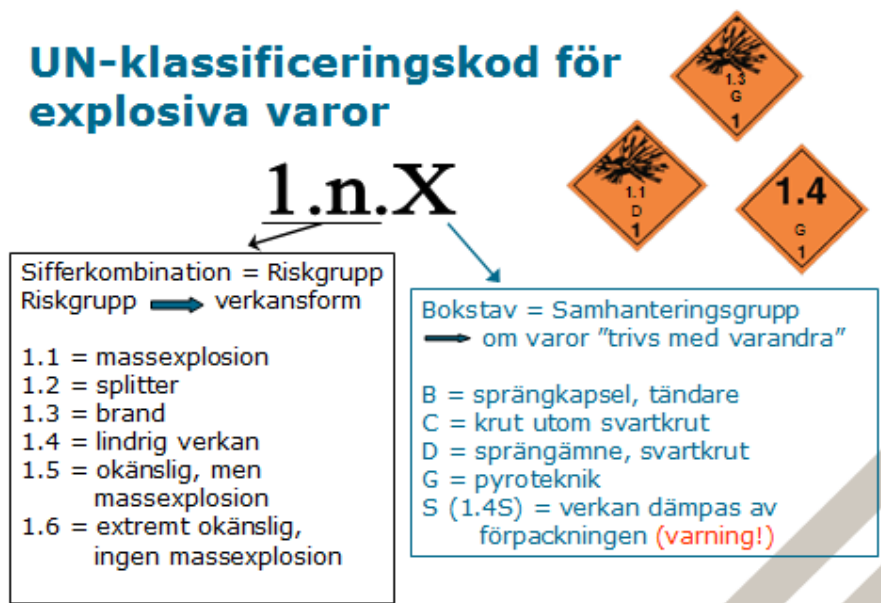 UN-klassificeringskod för
explosiva varor
1.3
G
1
1.1
D
1
1.4
G
1
1.n.X
Sifferkombination = Riskgrupp
Riskgrupp verkansform
1.1 = massexplosion
1.2 = splitter
1.3 = brand
1.4 = lindrig verkan
1.5 = okänslig, men
massexplosion
1.6 = extremt okänslig,
ingen massexplosion
Bokstav = Samhanteringsgrupp
om varor ”trivs med varandra”
B = sprängkapsel, tändare
C = krut utom svartkrut
D = sprängämne, svartkrut
G = pyroteknik
S (1.4S) = verkan dämpas av
förpackningen (varning!)